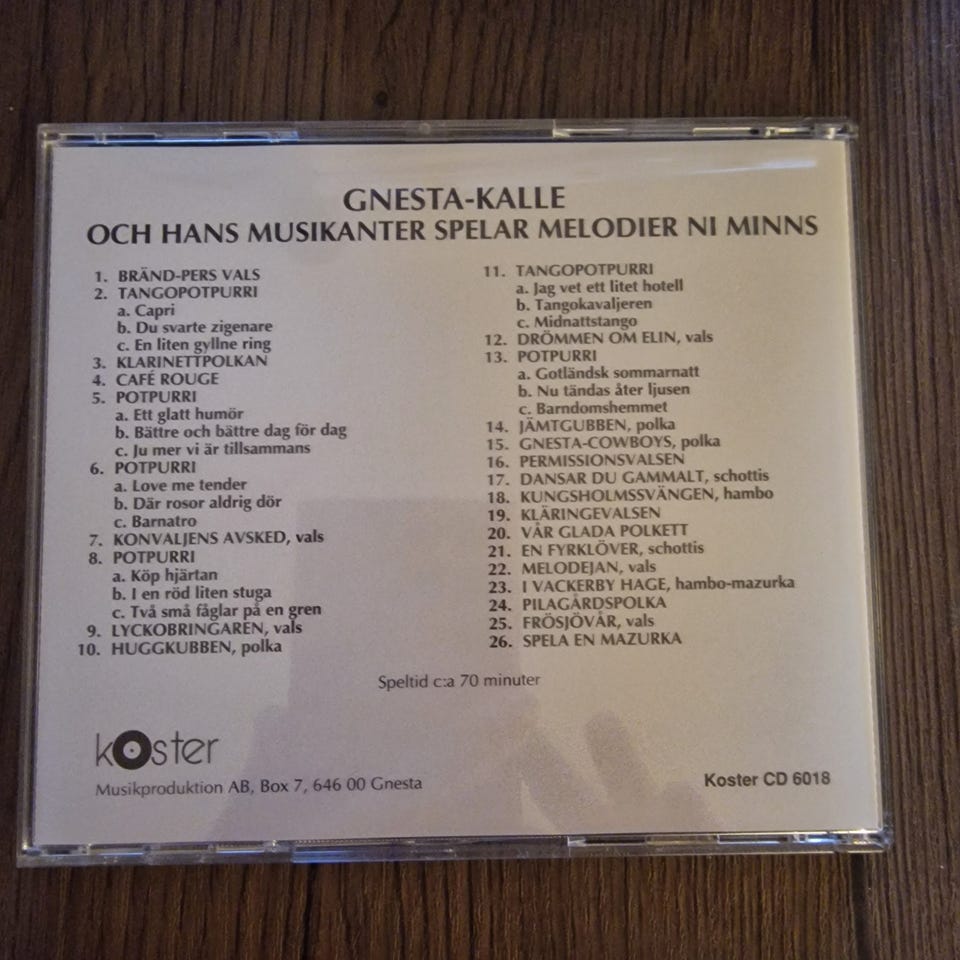 GNESTA-KALLE
OCH HANS MUSIKANTER SPELAR MELODIER NI MINNS
1. BRÄND-PERS VALS
2. TANGOPOTPURRI
a. Capri
b. Du svarte zigenare
c. En liten gyllne ring
3. KLARINETTPOLKAN
4. CAFÉ ROUGE
5. POTPURRI
a. Ett glatt humör
b. Bättre och bättre dag för dag
c. Ju mer vi är tillsammans
6. POTPURRI
a. Love me tender
b. Där rosor aldrig dör
c. Barnatro
7. KONVALJENS AVSKED, vals
8. POTPURRI
a. Köp hjärtan
b. I en röd liten stuga
c. Två små fåglar på en gren
9. LYCKOBRINGAREN, vals
10. HUGGKUBBEN, polka
11. TANGOPOTPURRI
a. Jag vet ett litet hotell
b. Tangokavaljeren
c. Midnattstango
12. DRÖMMEN OM ELIN, vals
13. POTPURRI
a. Gotländsk sommarnatt
b. Nu tändas åter ljusen
c. Barndomshemmet
14. JÄMTGUBBEN, polka
15. GNESTA-COWBOYS, polka
16. PERMISSIONSVALSEN
17. DANSAR DU GAMMALT, schottis
18. KUNGSHOLMSSVÄNGEN, hambo
19. KLÄRINGEVALSEN
20. VÅR GLADA POLKETT
21. EN FYRKLÖVER, schottis
22. MELODEJAN, vals
23. I VACKERBY HAGE, hambo-mazurka
24. PILAGÅRDSPOLKA
25. FRÖSJÖVÅR, vals
26. SPELA EN MAZURKA
Speltid c:a 70 minuter
koster
Musikproduktion AB, Box 7, 646 00 Gnesta
Koster CD 6018